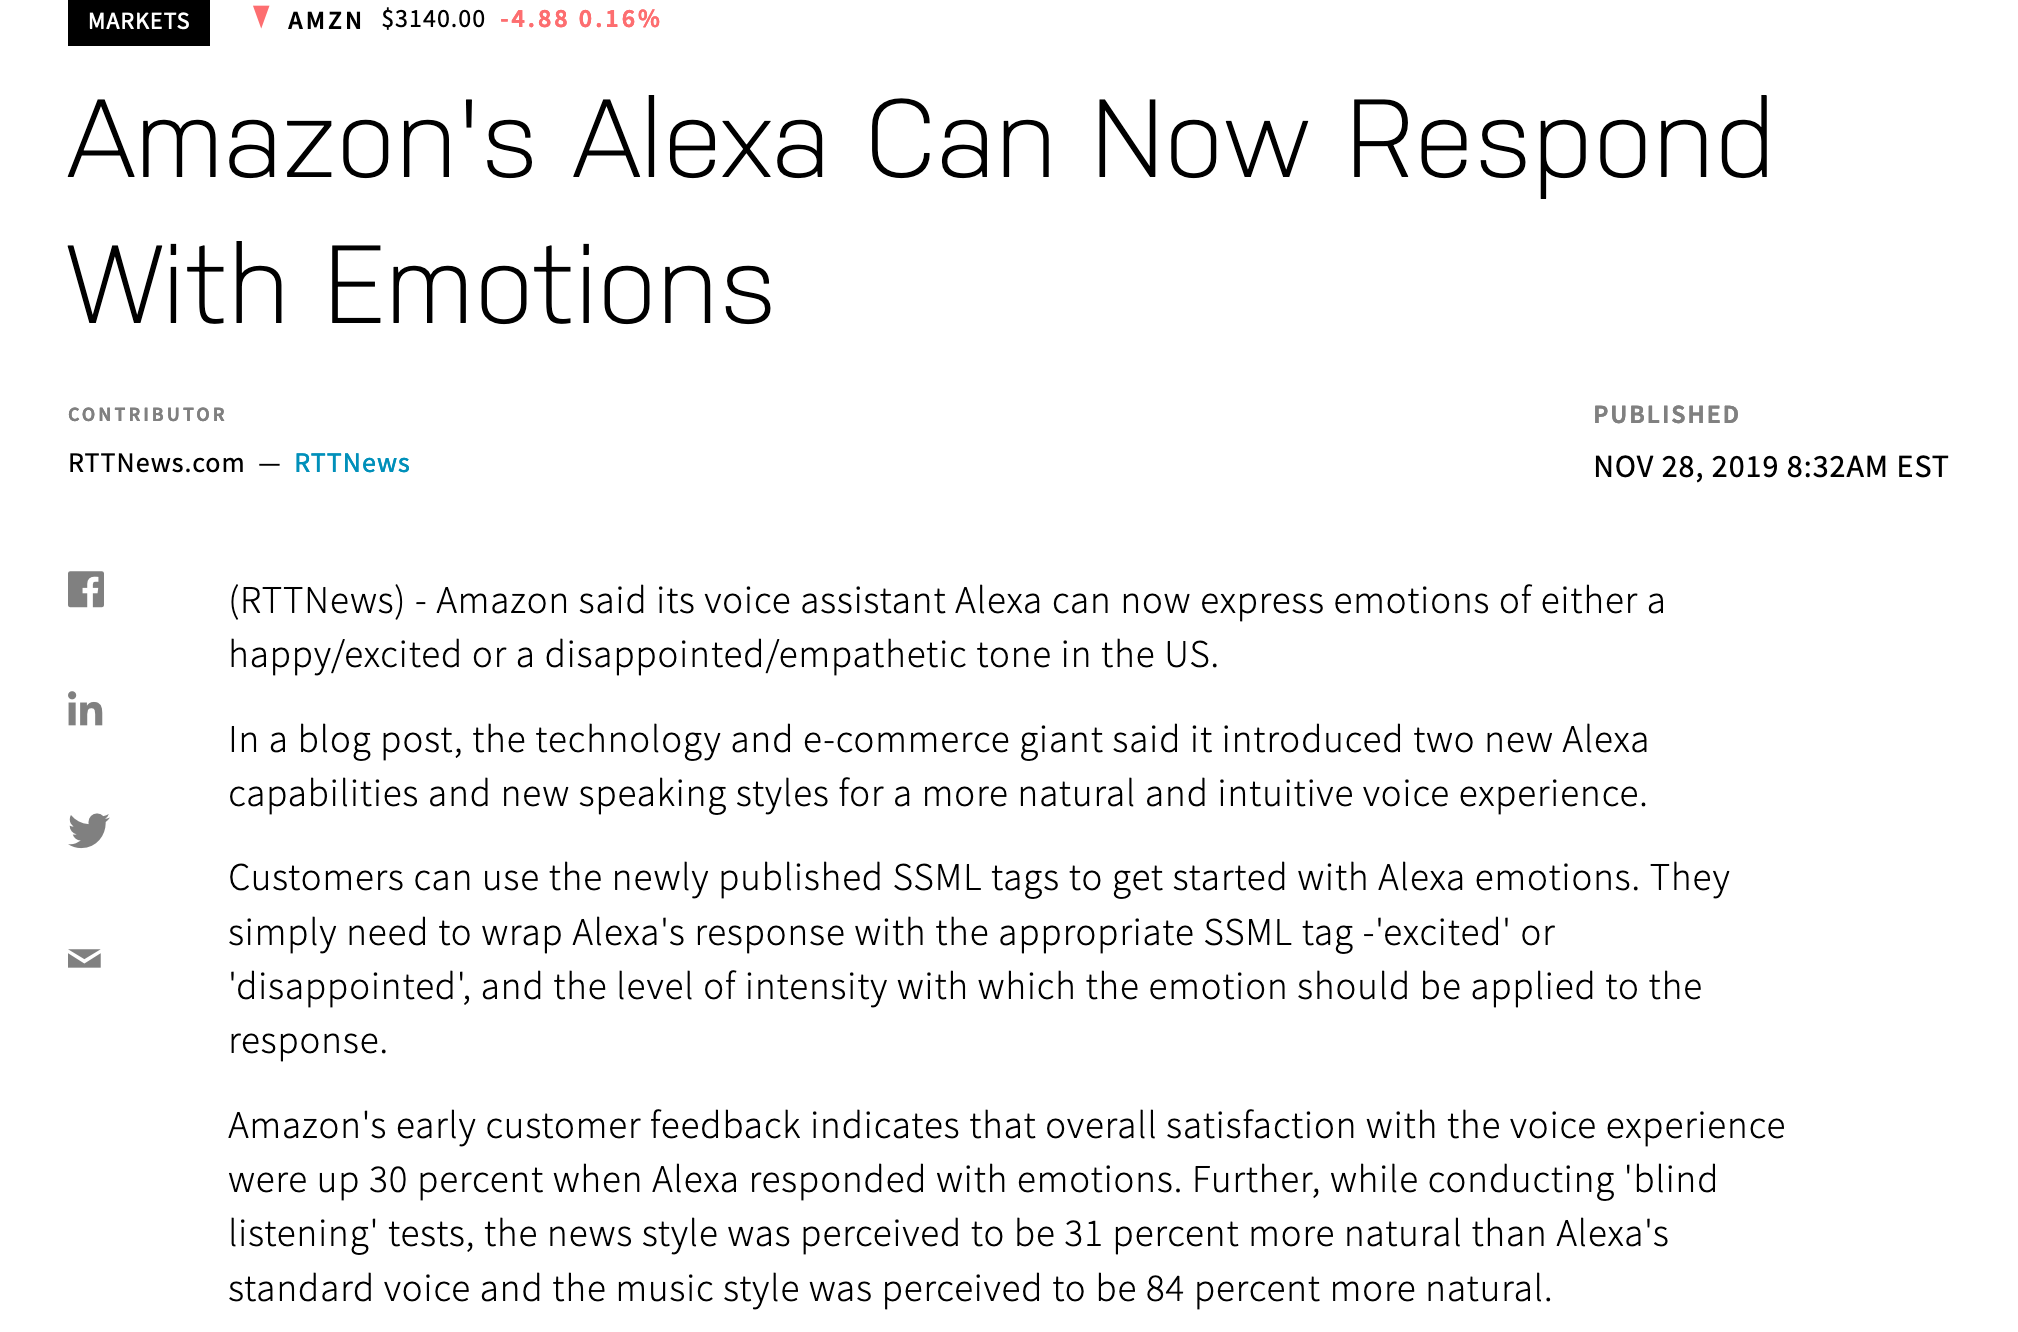 MARKETS ▼ AMZN $3140.00 -4.88 0.16%
Amazon's Alexa Can Now Respond
With Emotions
CONTRIBUTOR
RTTNews.com — RTTNews
PUBLISHED
NOV 28, 2019 8:32AM EST
(RTTNews) - Amazon said its voice assistant Alexa can now express emotions of either a
happy/excited or a disappointed/empathetic tone in the US.
In a blog post, the technology and e-commerce giant said it introduced two new Alexa
capabilities and new speaking styles for a more natural and intuitive voice experience.
Customers can use the newly published SSML tags to get started with Alexa emotions. They
simply need to wrap Alexa's response with the appropriate SSML tag -'excited' or
'disappointed', and the level of intensity with which the emotion should be applied to the
response.
Amazon's early customer feedback indicates that overall satisfaction with the voice experience
were up 30 percent when Alexa responded with emotions. Further, while conducting 'blind
listening' tests, the news style was perceived to be 31 percent more natural than Alexa's
standard voice and the music style was perceived to be 84 percent more natural.